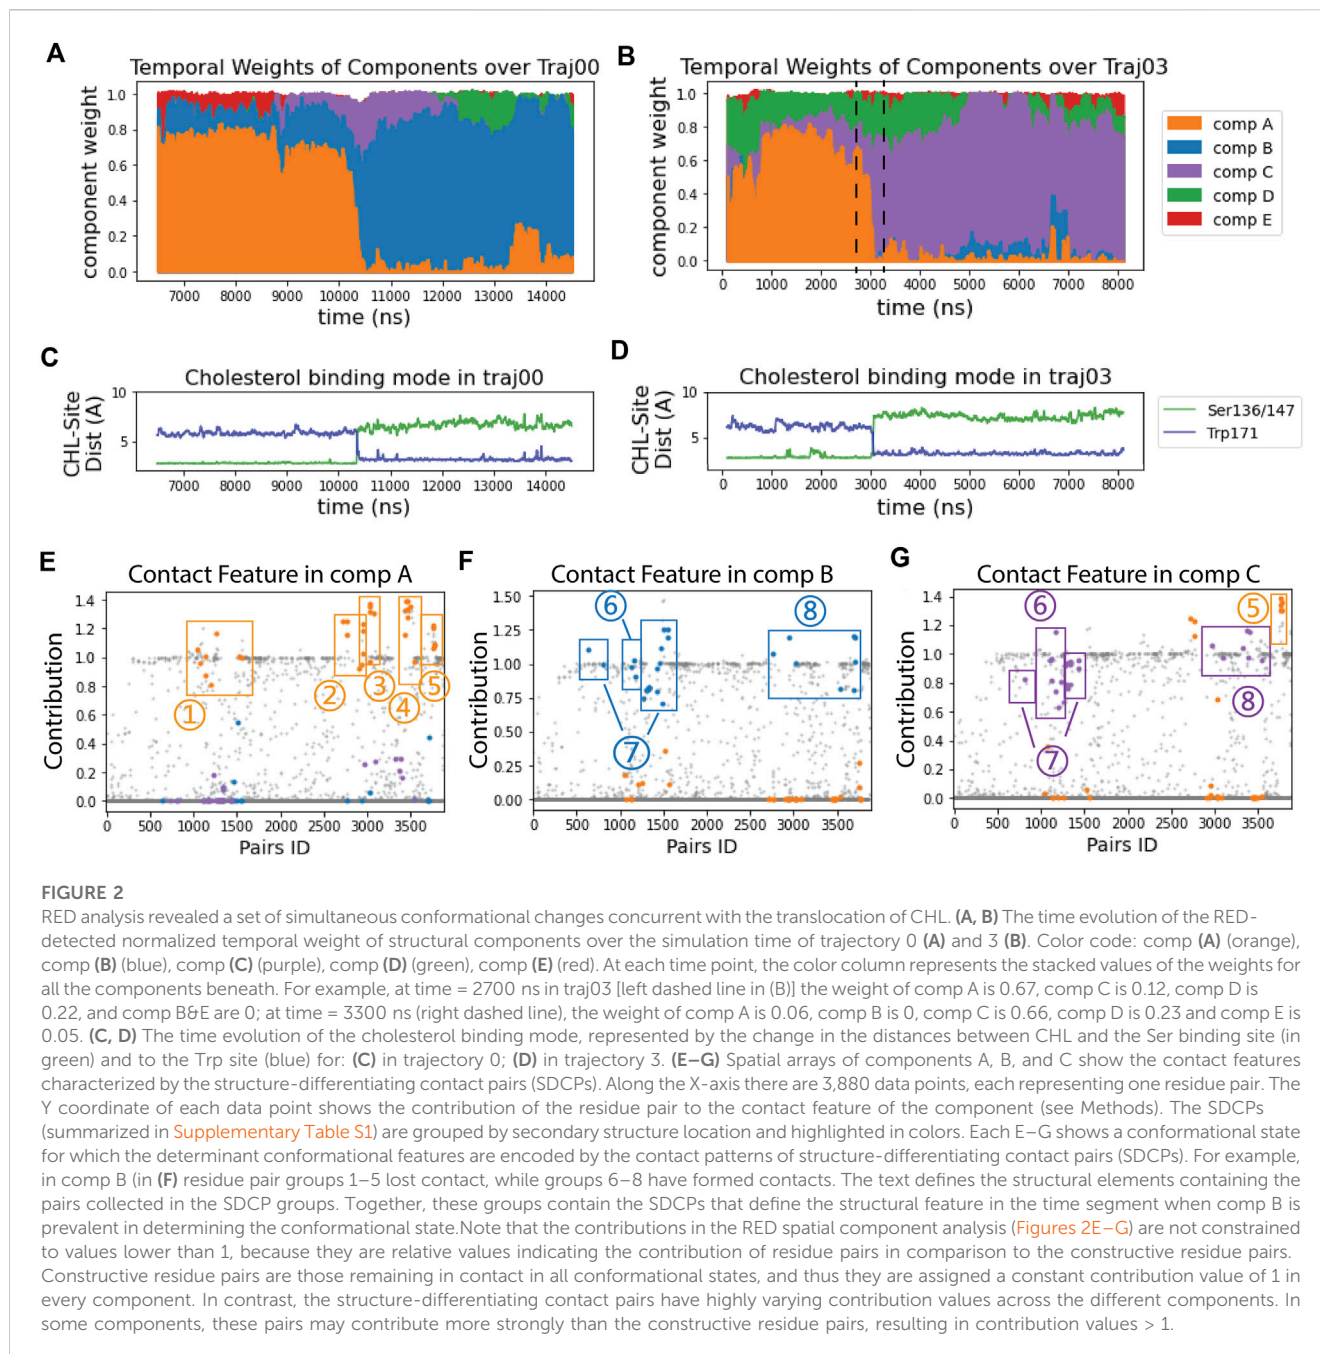 A
Temporal Weights of Components over Traj00
component weight
1.0
0.8
0.6
0.4
0.2
0.0
7000 8000 9000 10000 11000 12000 13000 14000
time (ns)
B
Temporal Weights of Components over Traj03
component weight
1.0
0.8
0.6
0.4
0.2
0.0
0 1000 2000 3000 4000 5000 6000 7000 8000
time (ns)
comp A
comp B
comp C
comp D
comp E
C
Cholesterol binding mode in traj00
CHL-Site
Dist (A)
10
5
7000 8000 9000 10000 11000 12000 13000 14000
time (ns)
D
Cholesterol binding mode in traj03
CHL-Site
Dist (A)
10
5
0 1000 2000 3000 4000 5000 6000 7000 8000
time (ns)
Ser136/147
Trp171
E
Contact Feature in comp A
Contribution
1.4
1.2
1.0
0.8
0.6
0.4
0.2
0.0
1
2
3
4
5
0 500 1000 1500 2000 2500 3000 3500
Pairs ID
F
Contact Feature in comp B
Contribution
1.50
1.25
1.00
0.75
0.50
0.25
0.00
6
7
8
0 500 1000 1500 2000 2500 3000 3500
Pairs ID
G
Contact Feature in comp C
Contribution
1.4
1.2
1.0
0.8
0.6
0.4
0.2
0.0
6
5
7
8
0 500 1000 1500 2000 2500 3000 3500
Pairs ID
FIGURE 2
RED analysis revealed a set of simultaneous conformational changes concurrent with the translocation of CHL. (A, B) The time evolution of the RED-
detected normalized temporal weight of structural components over the simulation time of trajectory 0 (A) and 3 (B). Color code: comp (A) (orange),
comp (B) (blue), comp (C) (purple), comp (D) (green), comp (E) (red). At each time point, the color column represents the stacked values of the weights for
all the components beneath. For example, at time = 2700 ns in traj03 [left dashed line in (B)] the weight of comp A is 0.67, comp C is 0.12, comp D is
0.22, and comp B&E are 0; at time = 3300 ns (right dashed line), the weight of comp A is 0.06, comp B is 0, comp C is 0.66, comp D is 0.23 and comp E is
0.05. (C, D) The time evolution of the cholesterol binding mode, represented by the change in the distances between CHL and the Ser binding site (in
green) and to the Trp site (blue) for: (C) in trajectory 0; (D) in trajectory 3. (E–G) Spatial arrays of components A, B, and C show the contact features
characterized by the structure-differentiating contact pairs (SDCPs). Along the X-axis there are 3,880 data points, each representing one residue pair. The
Y coordinate of each data point shows the contribution of the residue pair to the contact feature of the component (see Methods). The SDCPs
(summarized in Supplementary Table S1) are grouped by secondary structure location and highlighted in colors. Each E–G shows a conformational state
for which the determinant conformational features are encoded by the contact patterns of structure-differentiating contact pairs (SDCPs). For example,
in comp B (in (F) residue pair groups 1–5 lost contact, while groups 6–8 have formed contacts. The text defines the structural elements containing the
pairs collected in the SDCP groups. Together, these groups contain the SDCPs that define the structural feature in the time segment when comp B is
prevalent in determining the conformational state.Note that the contributions in the RED spatial component analysis (Figures 2E–G) are not constrained
to values lower than 1, because they are relative values indicating the contribution of residue pairs in comparison to the constructive residue pairs.
Constructive residue pairs are those remaining in contact in all conformational states, and thus they are assigned a constant contribution value of 1 in
every component. In contrast, the structure-differentiating contact pairs have highly varying contribution values across the different components. In
some components, these pairs may contribute more strongly than the constructive residue pairs, resulting in contribution values > 1.